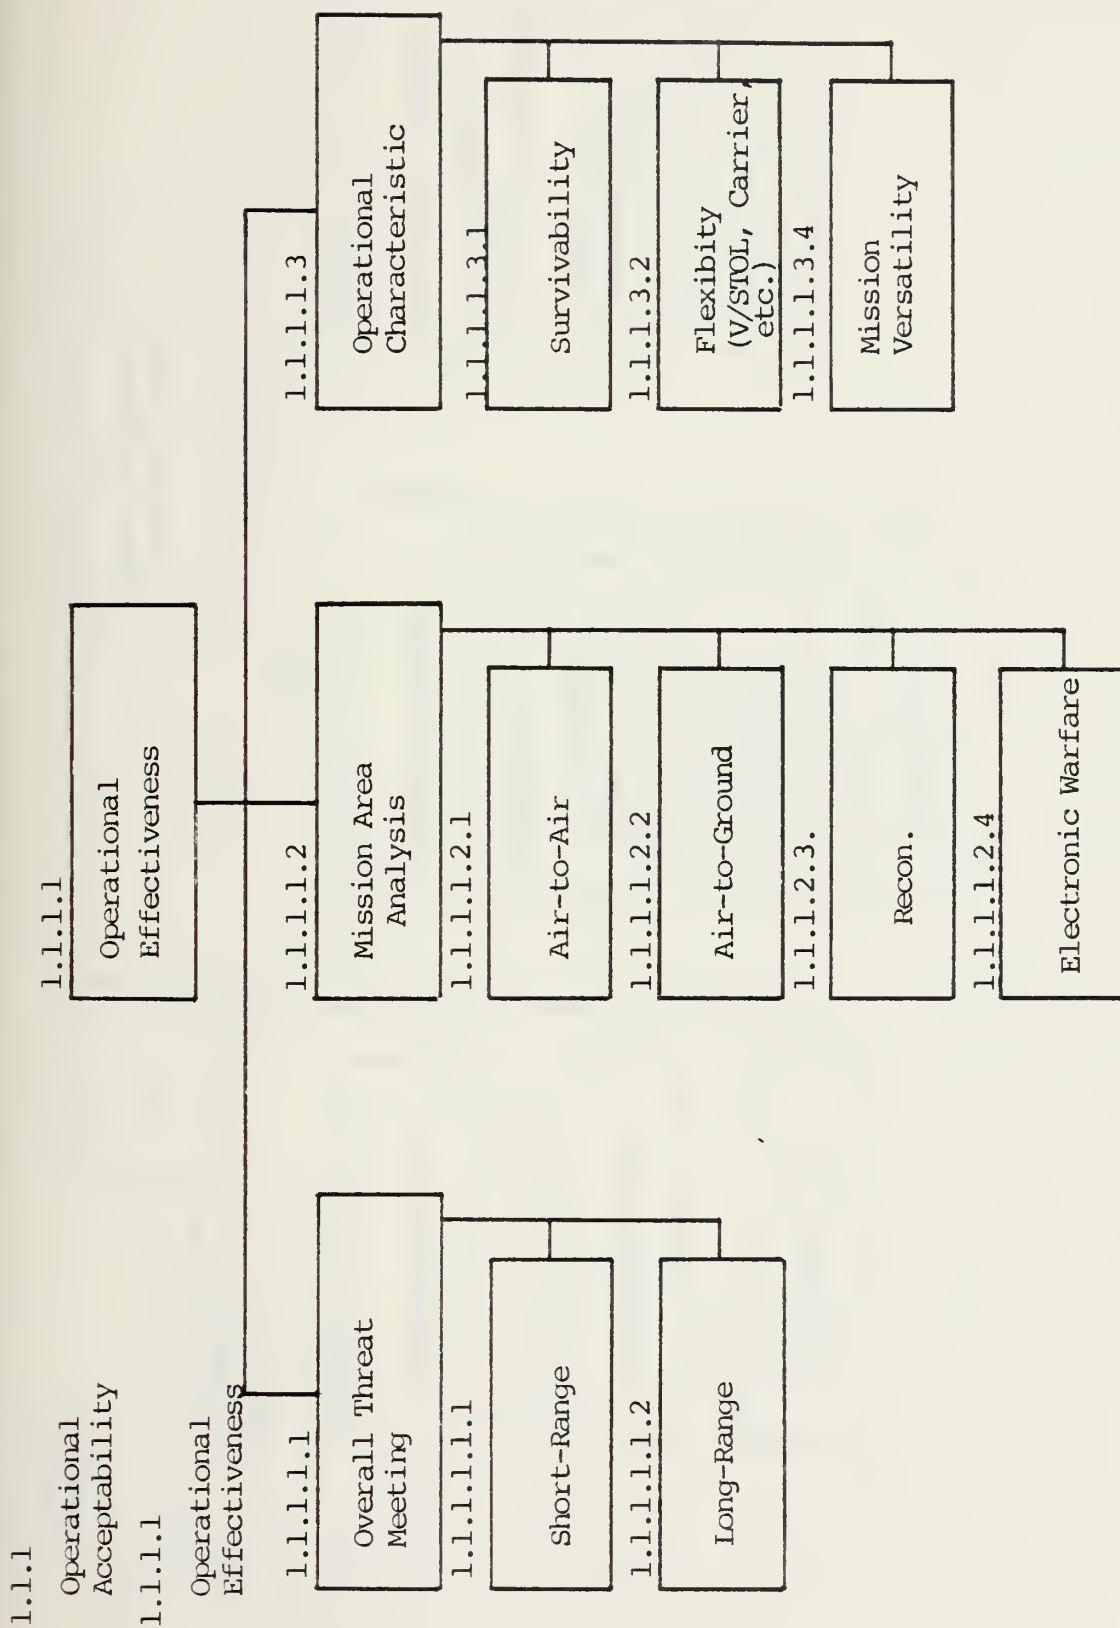 1.1.1
Operational
Acceptability
1.1.1.1
Operational
Effectiveness
1.1.1.1
Operational
Effectiveness
1.1.1.1.1
Overall Threat
Meeting
1.1.1.1.1.1
Short-Range
1.1.1.1.1.2
Long-Range
1.1.1.1.2
Mission Area
Analysis
1.1.1.1.2.1
Air-to-Air
1.1.1.1.2.2
Air-to-Ground
1.1.1.2.3.
Recon.
1.1.1.1.2.4
Electronic Warfare
1.1.1.1.3
Operational
Characteristic
1.1.1.1.3.1
Survivability
1.1.1.3.2
Flexibity
(V/STOL, Carrier,
etc.)
1.1.1.1.3.4
Mission
Versatility